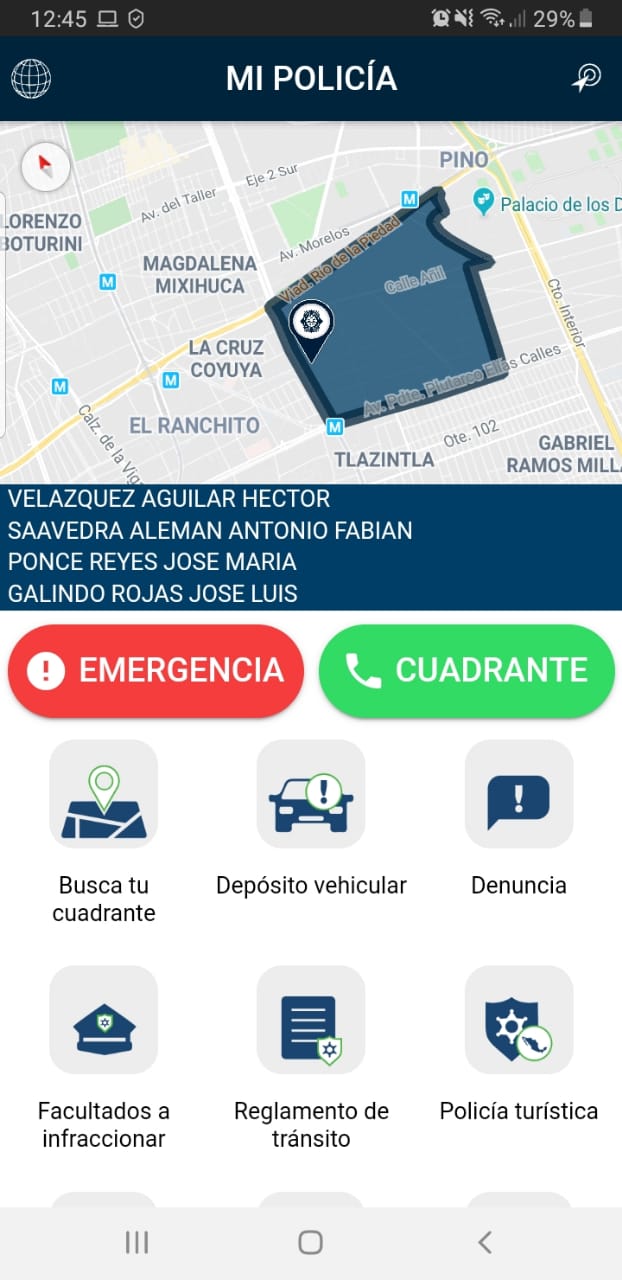 12:45
29%
MI POLICÍA
PINO
Eje 2 Sur
Av. del Taller
Palacio de los D
LORENZO
BOTURINI
M
Av. Morelos
Viad. Río de la Piedad
MAGDALENA
MIXIHUCA
M
Calle Añil
Cto. Interior
LA CRUZ
COYUYA
M
M
Av. Pdte. Plutarco Elías Calles
Calz. de la Vig
EL RANCHITO
M
Ote. 102
TLAZINTLA
GABRIEL
RAMOS MILLA
VELAZQUEZ AGUILAR HECTOR
SAAVEDRA ALEMAN ANTONIO FABIAN
PONCE REYES JOSE MARIA
GALINDO ROJAS JOSE LUIS
EMERGENCIA
CUADRANTE
Busca tu
cuadrante
Depósito vehicular
Denuncia
Facultados a
infraccionar
Reglamento de
tránsito
Policía turística